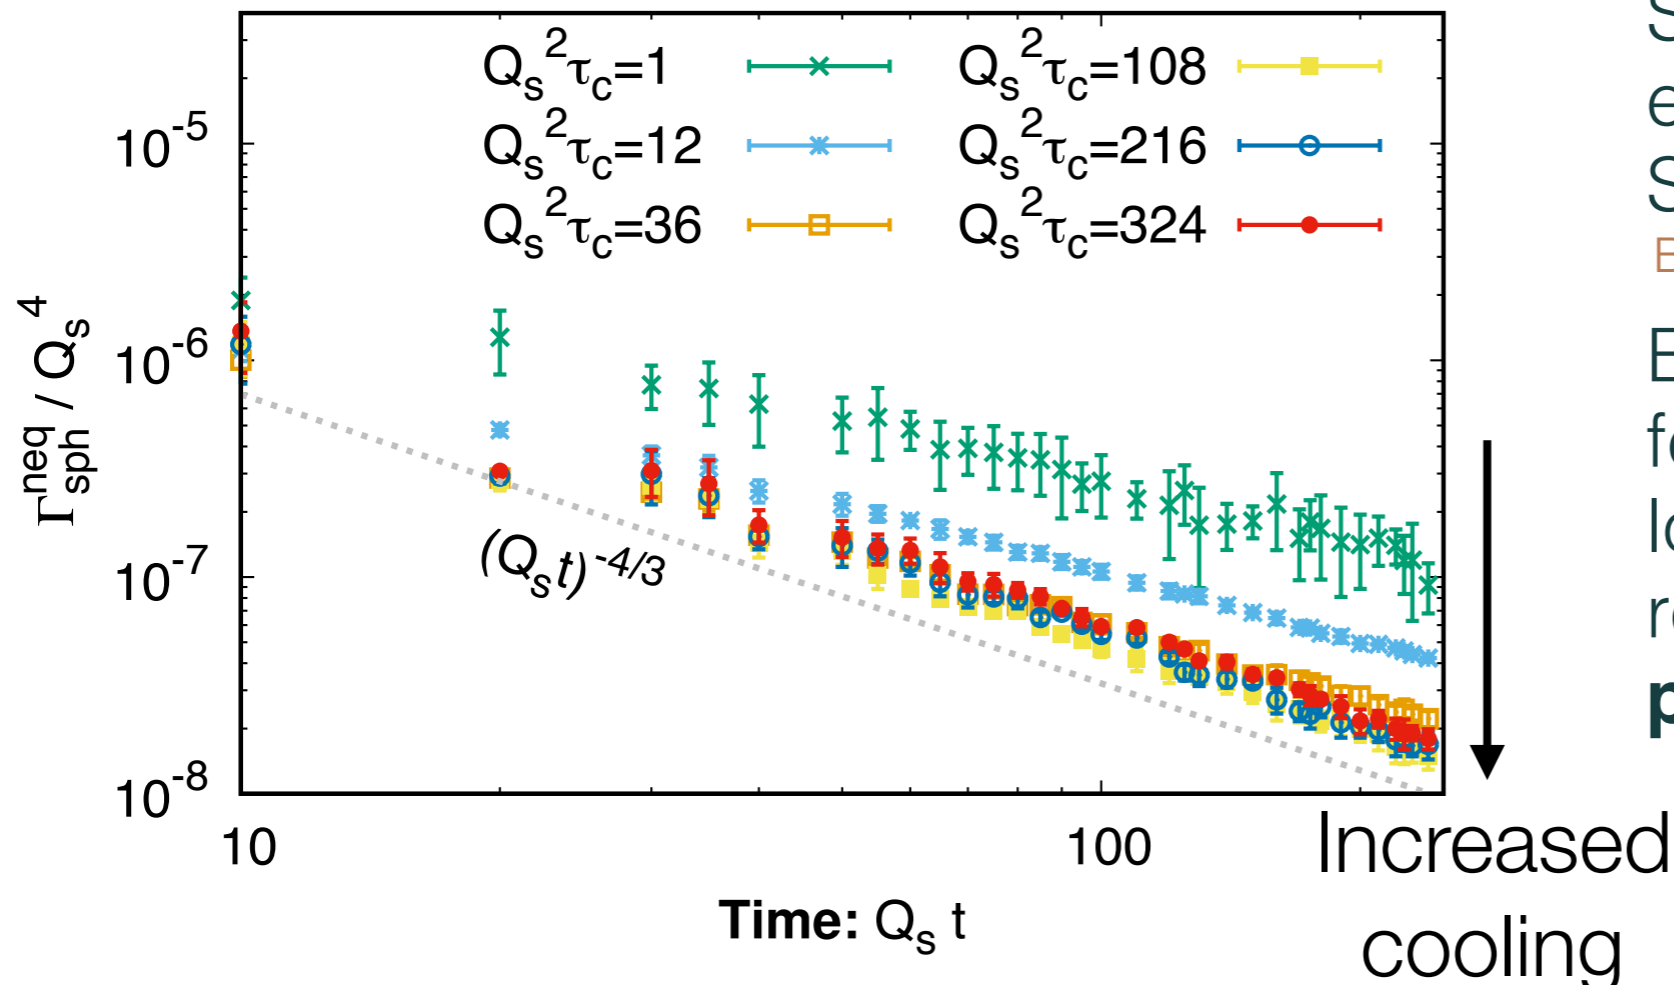 Q_s^2τ_c=1
Q_s^2τ_c=108
Q_s^2τ_c=12
Q_s^2τ_c=216
Q_s^2τ_c=36
Q_s^2τ_c=324
10^-5
10^-6
10^-7
10^-8
Γ_sph^neq / Q_s^4
(Q_s t)^-4/3
10
100
Time: Q_s t
Increased
cooling